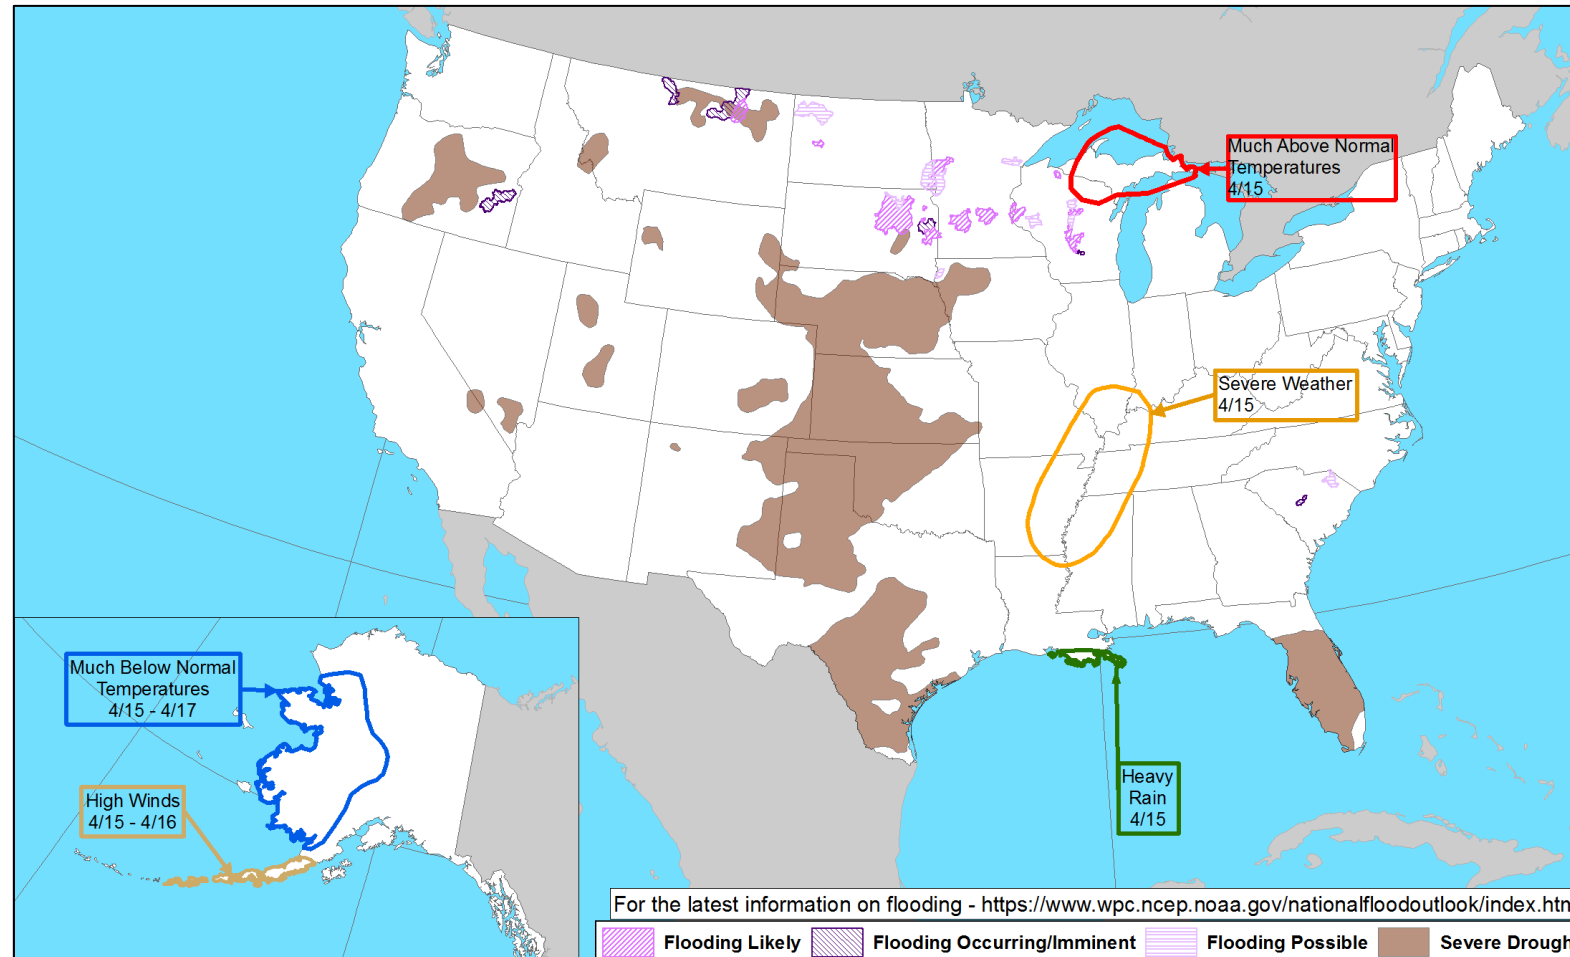 Much Above Normal
Temperatures
4/15
Severe Weather
4/15
Much Below Normal
Temperatures
4/15 - 4/17
High Winds
4/15 - 4/16
Heavy
Rain
4/15
For the latest information on flooding - https://www.wpc.ncep.noaa.gov/nationalfloodoutlook/index.htm
Flooding Likely
Flooding Occurring/Imminent
Flooding Possible
Severe Drough